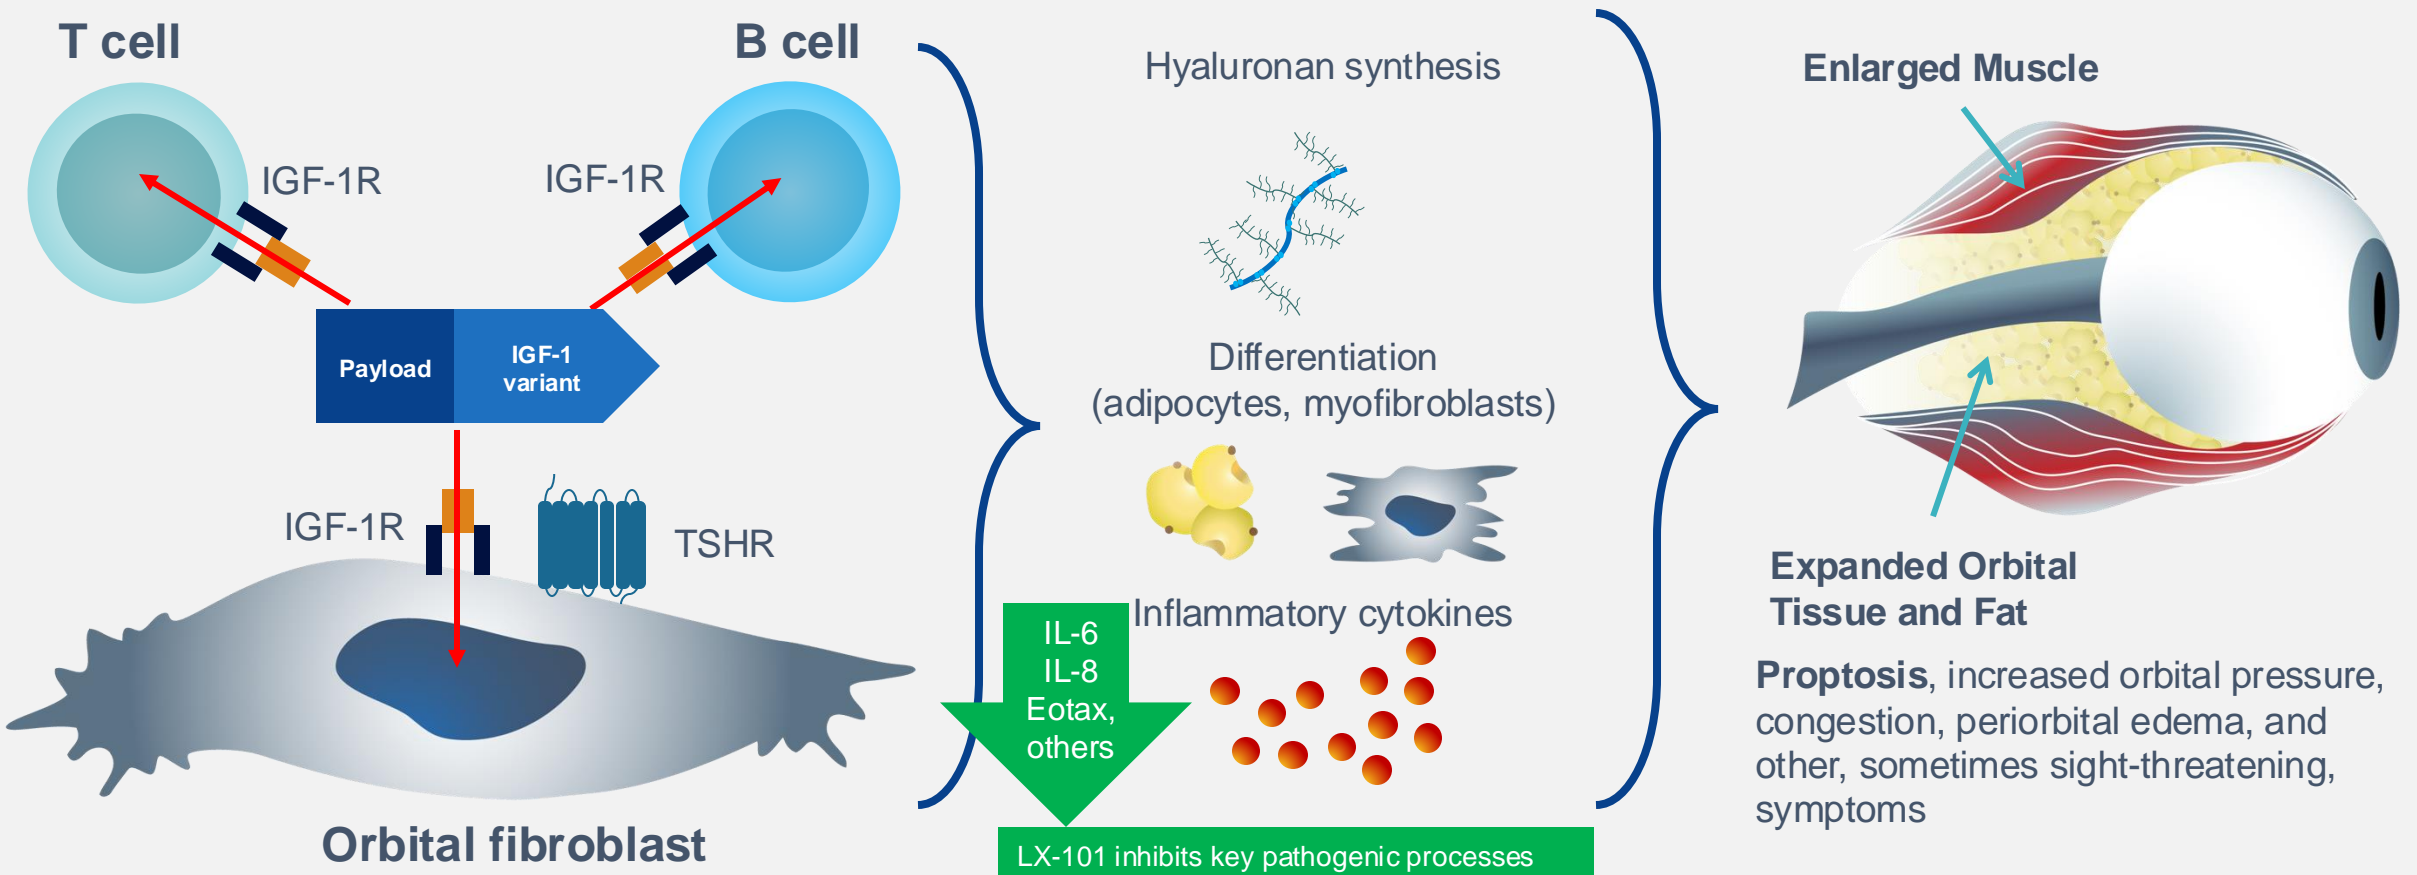 T cell
B cell
IGF-1R
IGF-1R
Payload
IGF-1
variant
IGF-1R
TSHR
Orbital fibroblast
Hyaluronan synthesis
Differentiation
(adipocytes, myofibroblasts)
Inflammatory cytokines
IL-6
IL-8
Eotax,
others
LX-101 inhibits key pathogenic processes
Enlarged Muscle
Expanded Orbital
Tissue and Fat
Proptosis, increased orbital pressure,
congestion, periorbital edema, and
other, sometimes sight-threatening,
symptoms